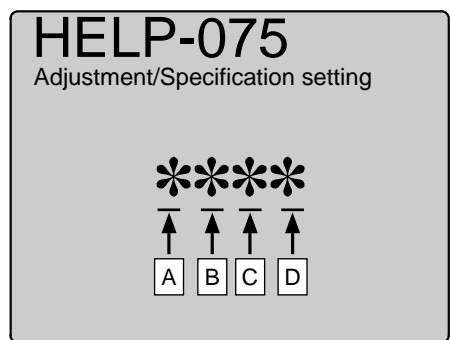 HELP-075
Adjustment/Specification setting
****
A B C D